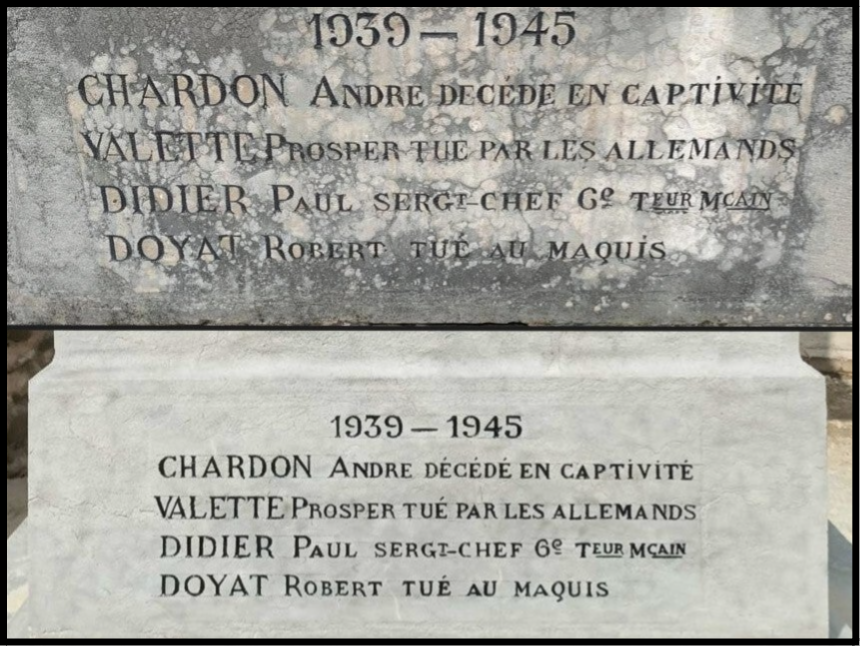 1939 — 1945
CHARDON ANDRE DECÉDE EN CAPTIVITE
VALETTE PROSPER TUE PAR LES ALLEMANDS
DIDIER PAUL SERGT-CHEF 6e TEUR MCAIN
DOYAT ROBERT TUÉ AU MAQUIS
1939 — 1945
CHARDON ANDRE DÉCÉDÉ EN CAPTIVITÉ
VALETTE PROSPER TUÉ PAR LES ALLEMANDS
DIDIER PAUL SERGT-CHEF 6e TEUR MCAIN
DOYAT ROBERT TUÉ AU MAQUIS